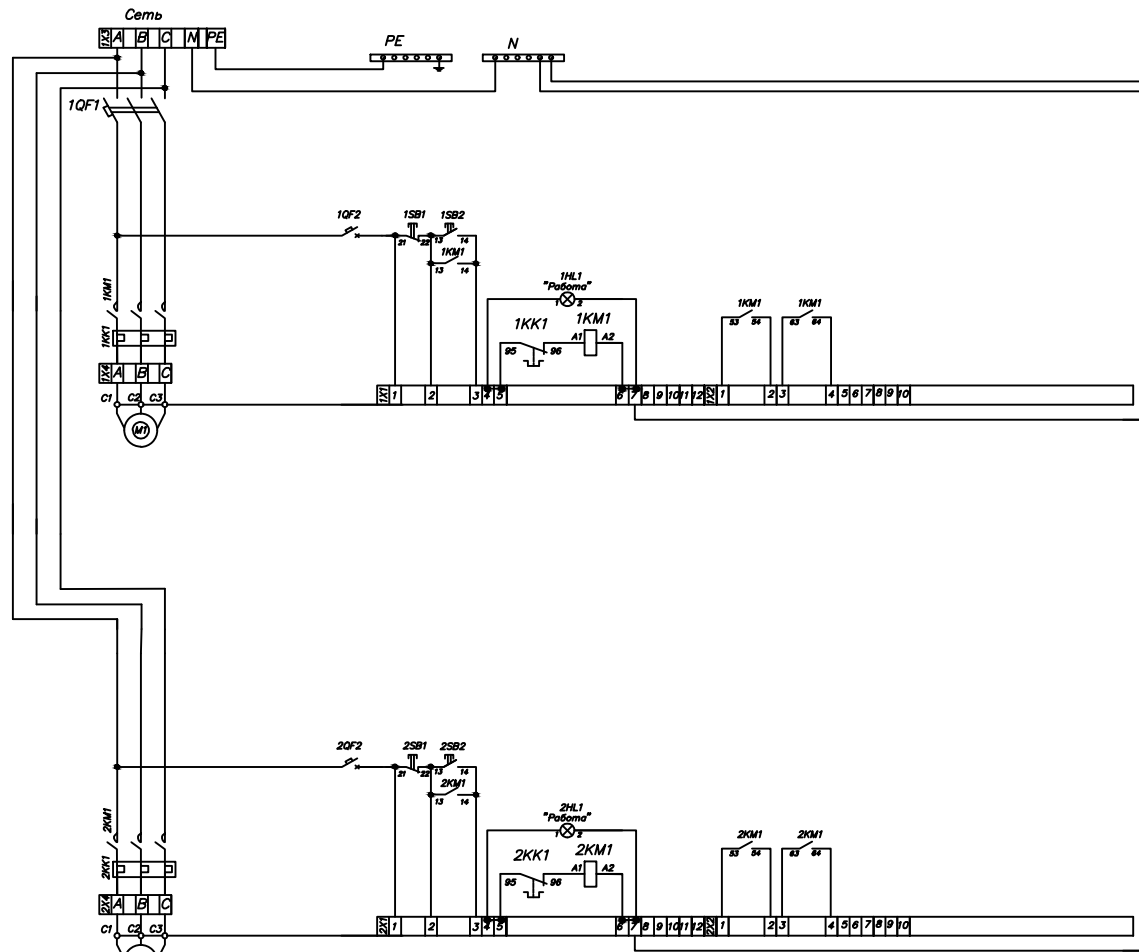 Сеть
1X3 A B C N PE
PE
N
1QF1
1QF2 1SB1 1SB2
21 22 13 14
1KM1
13 14
1KM1
1HL1
"Работа"
1 2
1KM1 1KM1
53 54 63 64
1KK1 1KM1
A1 A2
95 96
1KK1
1X4 A B C
1X1 1 2 3 4 5 6 7 8 9 10 11 12 1X2 1 2 3 4 5 6 7 8 9 10
C1 C2 C3
M1
2QF2 2SB1 2SB2
21 22 13 14
2KM1
13 14
2KM1
2HL1
"Работа"
1 2
2KM1 2KM1
53 54 63 64
2KK1 2KM1
A1 A2
95 96
2KK1
2X4 A B C
2X1 1 2 3 4 5 6 7 8 9 10 11 12 2X2 1 2 3 4 5 6 7 8 9 10
C1 C2 C3